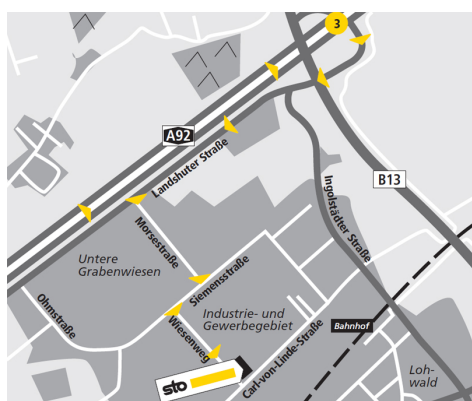 3
A92
Landshuter Straße
B13
Ingolstädter Straße
Morsestraße
Untere
Grabenwiesen
Siemensstraße
Ohmstraße
Industrie- und
Gewerbegebiet
Wiesenweg
Bahnhof
Carl-von-Linde-Straße
Loh-
wald
sto